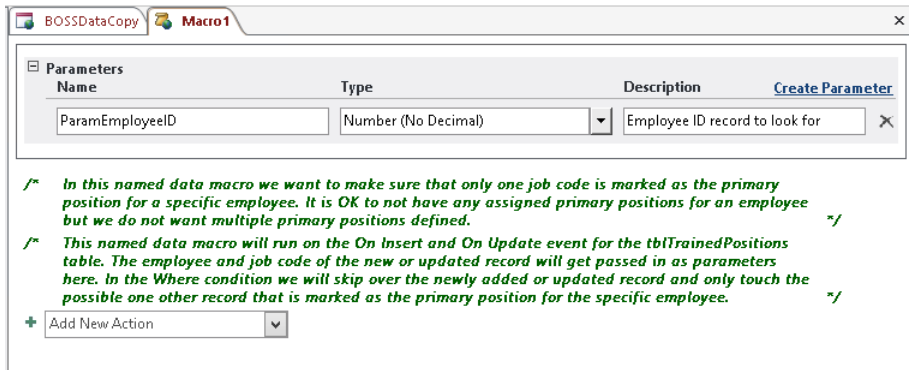 BOSSDataCopy Macro1
Parameters
Name Type Description Create Parameter
ParamEmployeeID Number (No Decimal) Employee ID record to look for
/* In this named data macro we want to make sure that only one job code is marked as the primary
position for a specific employee. It is OK to not have any assigned primary positions for an employee
but we do not want multiple primary positions defined. */
/* This named data macro will run on the On Insert and On Update event for the tblTrainedPositions
table. The employee and job code of the new or updated record will get passed in as parameters
here. In the Where condition we will skip over the newly added or updated record and only touch the
possible one other record that is marked as the primary position for the specific employee. */
Add New Action